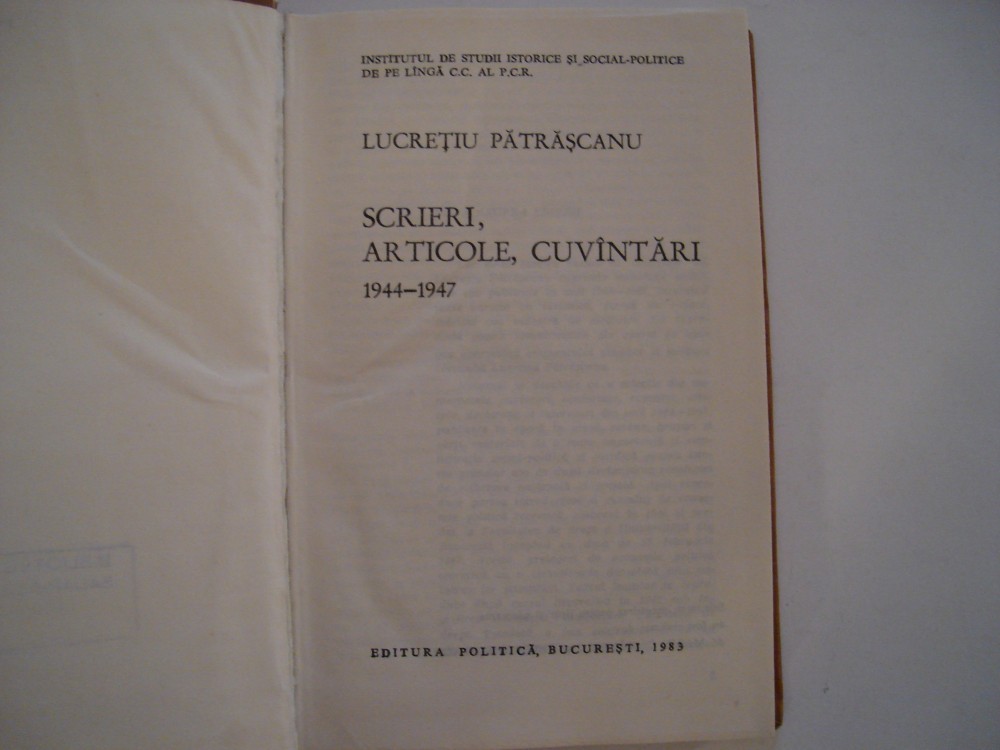 INSTITUTUL DE STUDII ISTORICE ŞI SOCIAL-POLITICE
DE PE LÎNGĂ C.C. AL P.C.R.
LUCREŢIU PĂTRĂŞCANU
SCRIERI,
ARTICOLE, CUVÎNTĂRI
1944—1947
EDITURA POLITICĂ, BUCUREŞTI, 1983